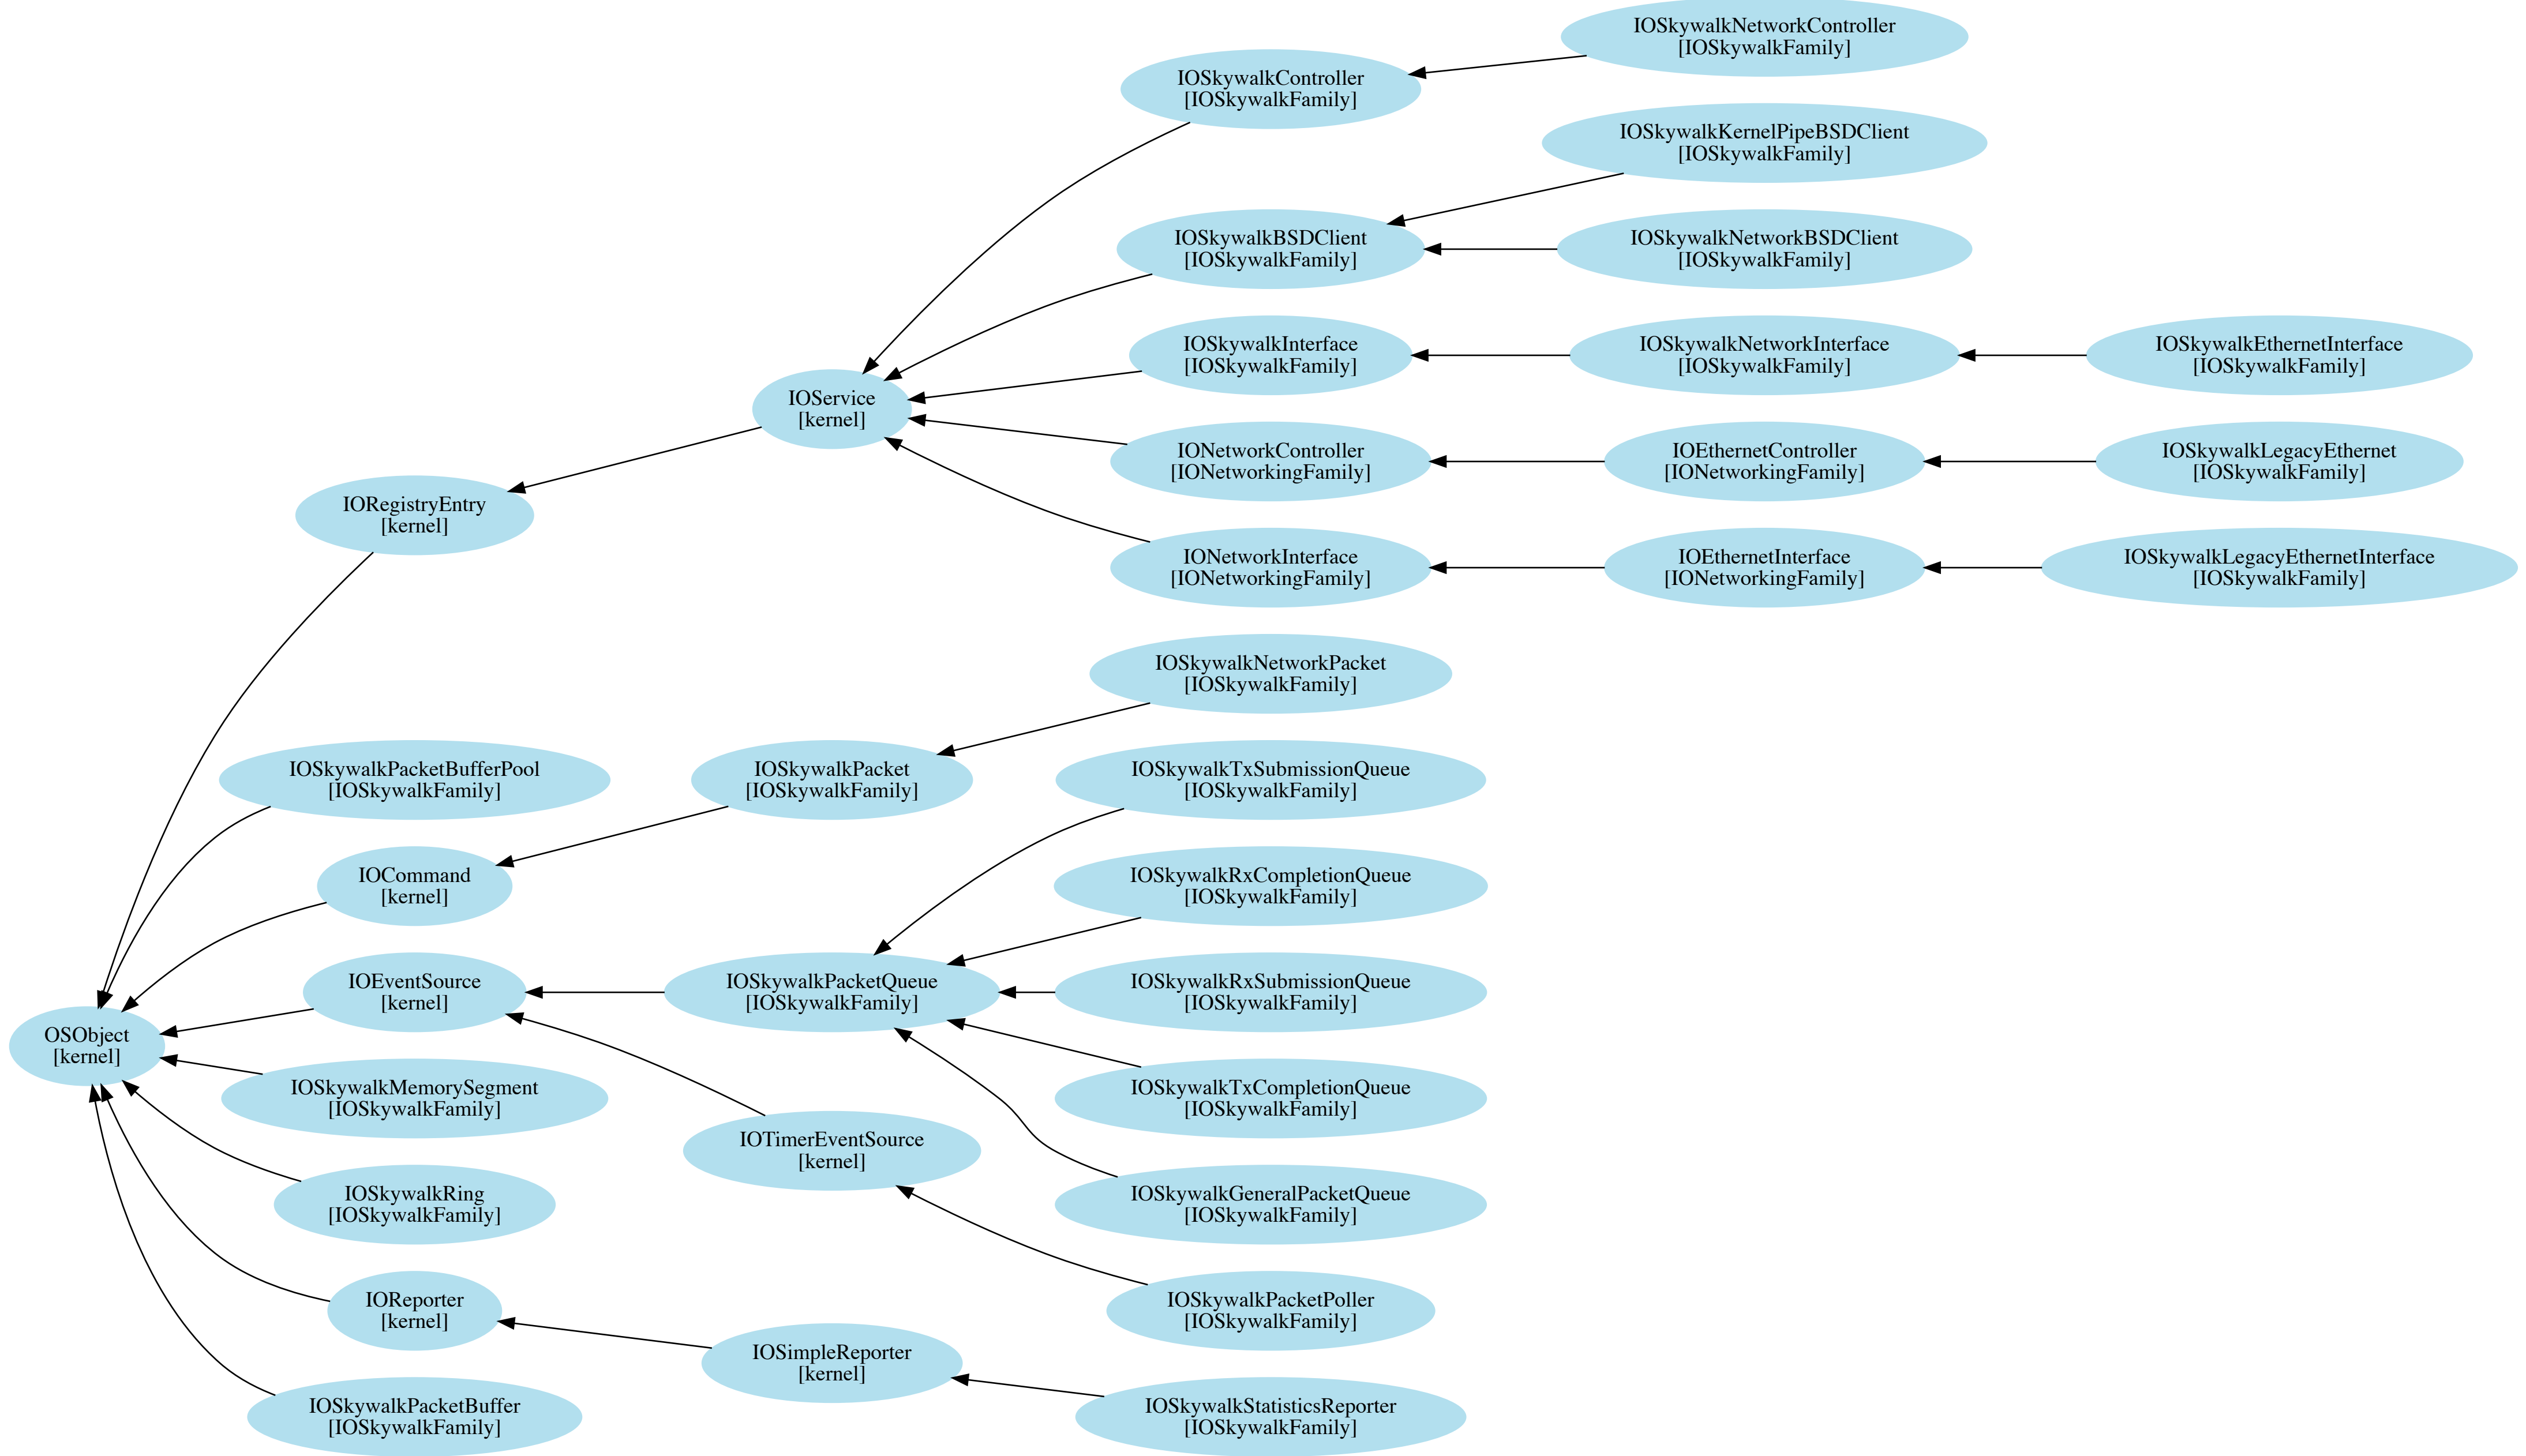 IOSkywalkNetworkController
[IOSkywalkFamily]
IOSkywalkController
[IOSkywalkFamily]
IOSkywalkKernelPipeBSDClient
[IOSkywalkFamily]
IOSkywalkBSDClient
[IOSkywalkFamily]
IOSkywalkNetworkBSDClient
[IOSkywalkFamily]
IOSkywalkInterface
[IOSkywalkFamily]
IOSkywalkNetworkInterface
[IOSkywalkFamily]
IOSkywalkEthernetInterface
[IOSkywalkFamily]
IOService
[kernel]
IONetworkController
[IONetworkingFamily]
IOEthernetController
[IONetworkingFamily]
IOSkywalkLegacyEthernet
[IOSkywalkFamily]
IORegistryEntry
[kernel]
IONetworkInterface
[IONetworkingFamily]
IOEthernetInterface
[IONetworkingFamily]
IOSkywalkLegacyEthernetInterface
[IOSkywalkFamily]
IOSkywalkNetworkPacket
[IOSkywalkFamily]
IOSkywalkPacketBufferPool
[IOSkywalkFamily]
IOSkywalkPacket
[IOSkywalkFamily]
IOSkywalkTxSubmissionQueue
[IOSkywalkFamily]
IOCommand
[kernel]
IOSkywalkRxCompletionQueue
[IOSkywalkFamily]
IOEventSource
[kernel]
IOSkywalkPacketQueue
[IOSkywalkFamily]
IOSkywalkRxSubmissionQueue
[IOSkywalkFamily]
OSObject
[kernel]
IOSkywalkMemorySegment
[IOSkywalkFamily]
IOSkywalkTxCompletionQueue
[IOSkywalkFamily]
IOTimerEventSource
[kernel]
IOSkywalkRing
[IOSkywalkFamily]
IOSkywalkGeneralPacketQueue
[IOSkywalkFamily]
IOReporter
[kernel]
IOSkywalkPacketPoller
[IOSkywalkFamily]
IOSimpleReporter
[kernel]
IOSkywalkPacketBuffer
[IOSkywalkFamily]
IOSkywalkStatisticsReporter
[IOSkywalkFamily]